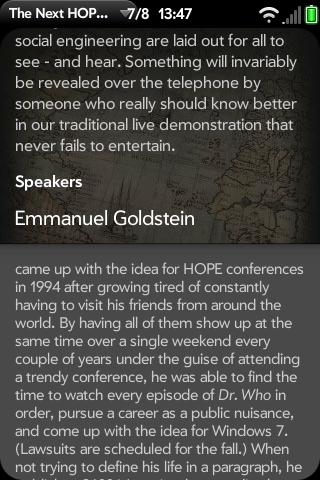 The Next HOP... 7/8 13:47
social engineering are laid out for all to
see - and hear. Something will invariably
be revealed over the telephone by
someone who really should know better
in our traditional live demonstration that
never fails to entertain.
Speakers
Emmanuel Goldstein
came up with the idea for HOPE conferences
in 1994 after growing tired of constantly
having to visit his friends from around the
world. By having all of them show up at the
same time over a single weekend every
couple of years under the guise of attending
a trendy conference, he was able to find the
time to watch every episode of Dr. Who in
order, pursue a career as a public nuisance,
and come up with the idea for Windows 7.
(Lawsuits are scheduled for the fall.) When
not trying to define his life in a paragraph, he